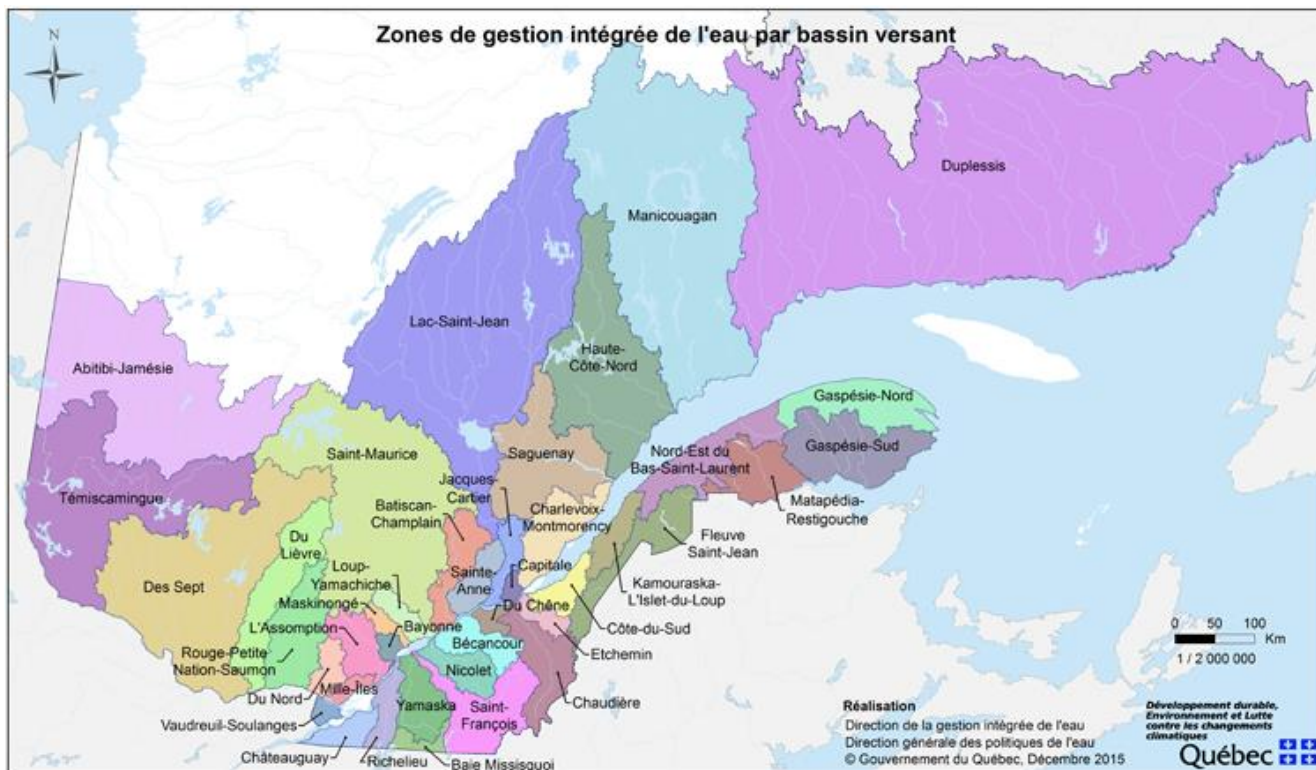 Zones de gestion intégrée de l'eau par bassin versant
N
Duplessis
Manicouagan
Lac-Saint-Jean
Haute-
Côte-Nord
Abitibi-Jamésie
Gaspésie-Nord
Gaspésie-Sud
Nord-Est du
Bas-Saint-Laurent
Saint-Maurice
Saguenay
Témiscamingue
Jacques-
Cartier
Matapédia-
Restigouche
Batiscan-
Champlain
Charlevoix-
Montmorency
Fleuve
Saint-Jean
Du
Lièvre
Des Sept
Loup-
Yamachiche
Sainte-
Anne
Capitale
Kamouraska-
L'Islet-du-Loup
Maskinongé
Du Chêne
Côte-du-Sud
L'Assomption
Bayonne
Bécancour
Etchemin
Rouge-Petite
Nation-Saumon
Nicolet
Du Nord
Mille-Îles
Yamaska
Saint-
François
Chaudière
Vaudreuil-Soulanges
Châteauguay
Richelieu
Baie Missisquoi
0 50 100
Km
1 / 2 000 000
Réalisation
Direction de la gestion intégrée de l'eau
Direction générale des politiques de l'eau
© Gouvernement du Québec, Décembre 2015
Développement durable,
Environnement et Lutte
contre les changements
climatiques
Québec